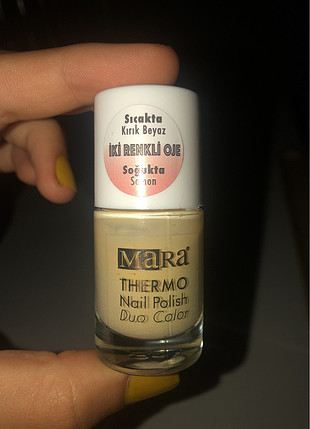 Sıcakta
Kırık Beyaz
İKİ RENKLİ OJE
Soğukta
Somon
MaRa®
THERMO
Nail Polish
Duo Color